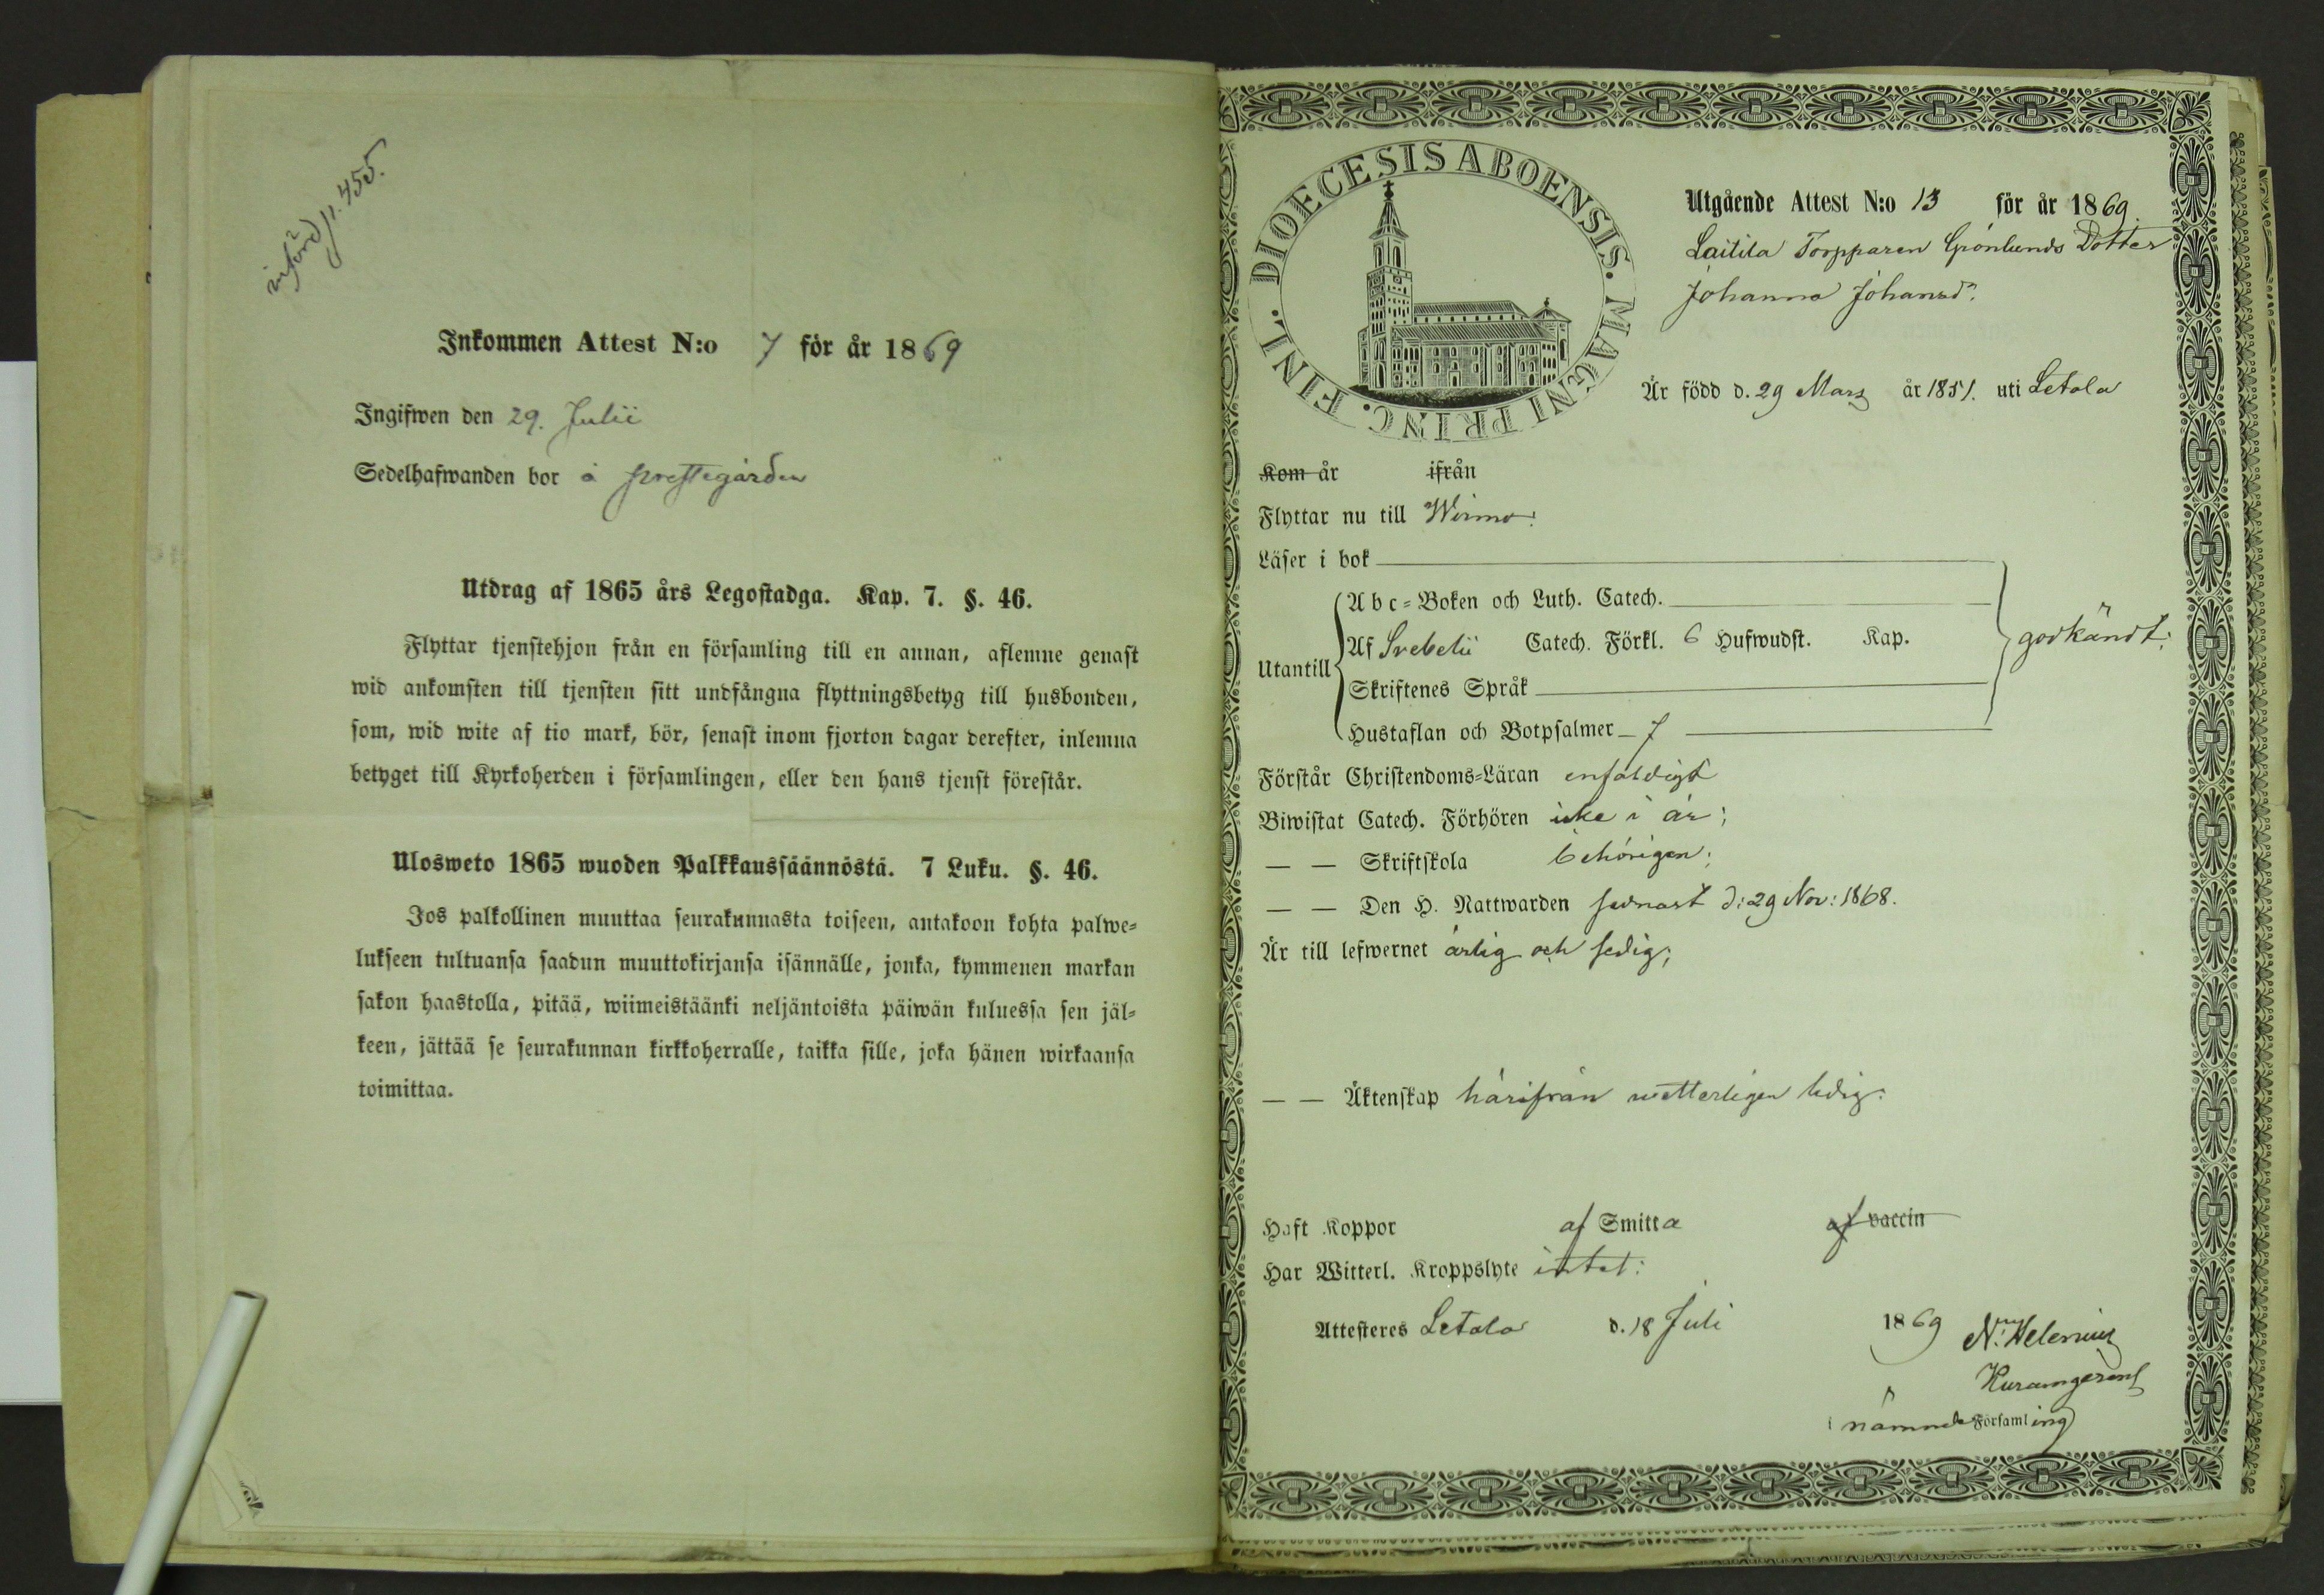 införd p. 455.
Inkommen Attest N:o 7 för år 1869
Ingifwen den 29. Julii
Sedelhafwanden bor å prestegården
Utdrag af 1865 års Legostadga. Kap. 7. §. 46.
Flyttar tjenstehjon från en församling till en annan, aflemne genast
wid ankomsten till tjensten sitt undfångna flyttningsbetyg till husbonden,
som, wid wite af tio mark, bör, senast inom fjorton dagar derefter, inlemna
betyget till Kyrkoherden i församlingen, eller den hans tjenst förestår.
Ulosweto 1865 wuoden Palkkaussäännöstä. 7 Luku. §. 46.
Jos palkollinen muuttaa seurakunnasta toiseen, antakoon kohta palwe-
lukseen tultuansa saadun muuttokirjansa isännälle, jonka, kymmenen markan
sakon haastolla, pitää, wiimeistäänki neljäntoista päiwän kuluessa sen jäl-
keen, jättää se seurakunnan kirkkoherralle, taikka sille, joka hänen wirkaansa
toimittaa.
DIOECESIS ABOENSIS. MAGNI PRINC. FINL.
Utgående Attest N:o 13 för år 1869.
Laitila Torpparen Grönlunds Dotter
Johanna Johansd:
Är född d. 29 Mars år 1851. uti Letala
Kom år ifrån
Flyttar nu till Wirmo:
Läser i bok
Abc-Boken och Luth. Catech.
Utantill
Af Svebelii Catech. Förkl. 6 Hufwudst. Kap.
godkändt:
Skriftenes Språk
Hustaflan och Botpsalmer 7
Förstår Christendoms-Läran enfaldigt
Biwistat Catech. Förhören icke i år;
— — Skriftskola behörigen;
— — Den H. Nattwarden sednast d: 29 Nov: 1868.
Är till lefwernet ärlig och sedig;
— — Äktenskap härifrån wetterligen ledig:
Haft Koppor af Smitta af vaccin
Har Witterl. Kroppslyte intet:
Attesteres Letala d. 18 Juli 1869 N. Helenius
i nämnde Församling